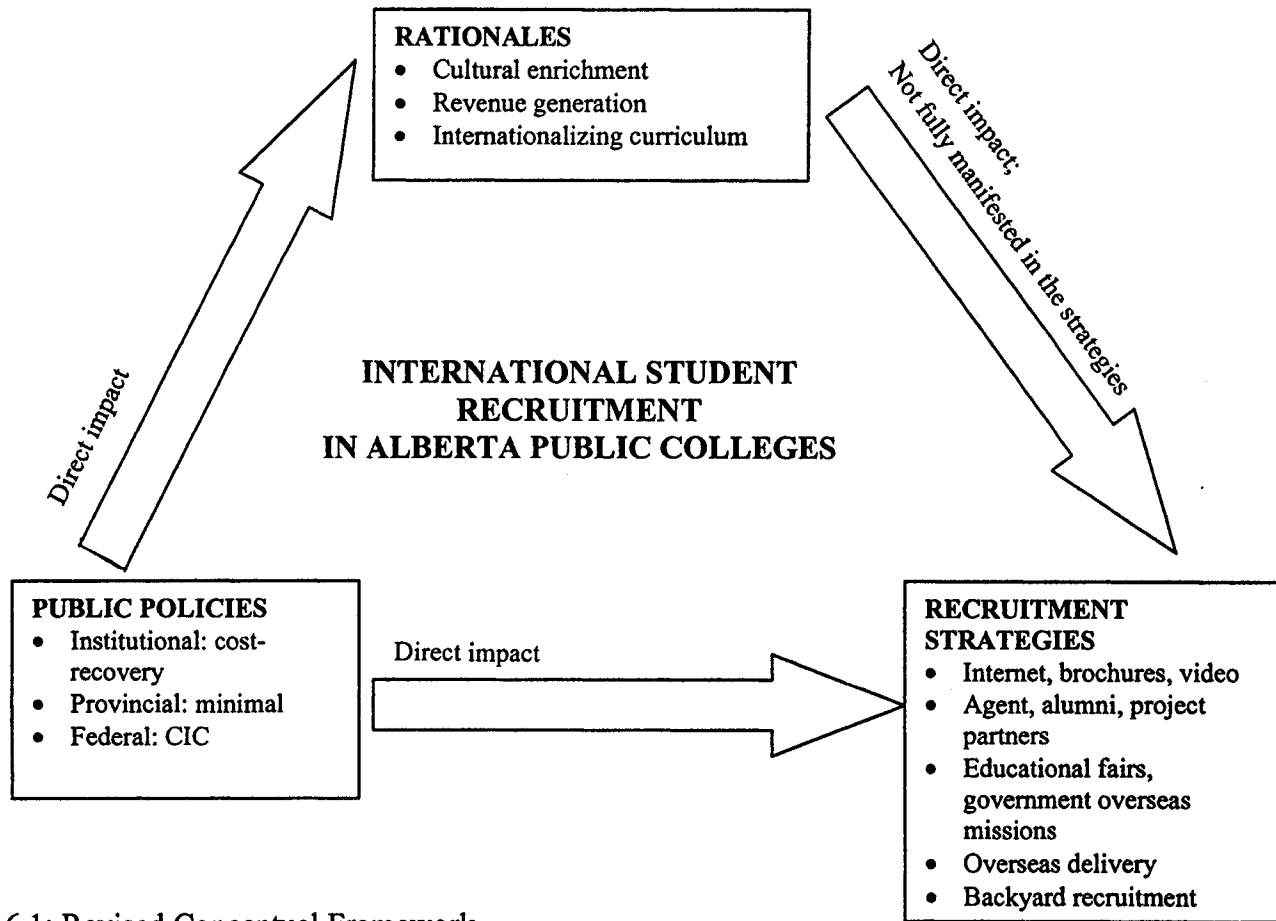 RATIONALES
• Cultural enrichment
• Revenue generation
• Internationalizing curriculum
Direct impact;
Not fully manifested in the strategies
Direct impact
INTERNATIONAL STUDENT
RECRUITMENT
IN ALBERTA PUBLIC COLLEGES
PUBLIC POLICIES
• Institutional: cost-
recovery
• Provincial: minimal
• Federal: CIC
Direct impact
RECRUITMENT
STRATEGIES
• Internet, brochures, video
• Agent, alumni, project
partners
• Educational fairs,
government overseas
missions
• Overseas delivery
• Backyard recruitment
6.1: Revised Conceptual Framework